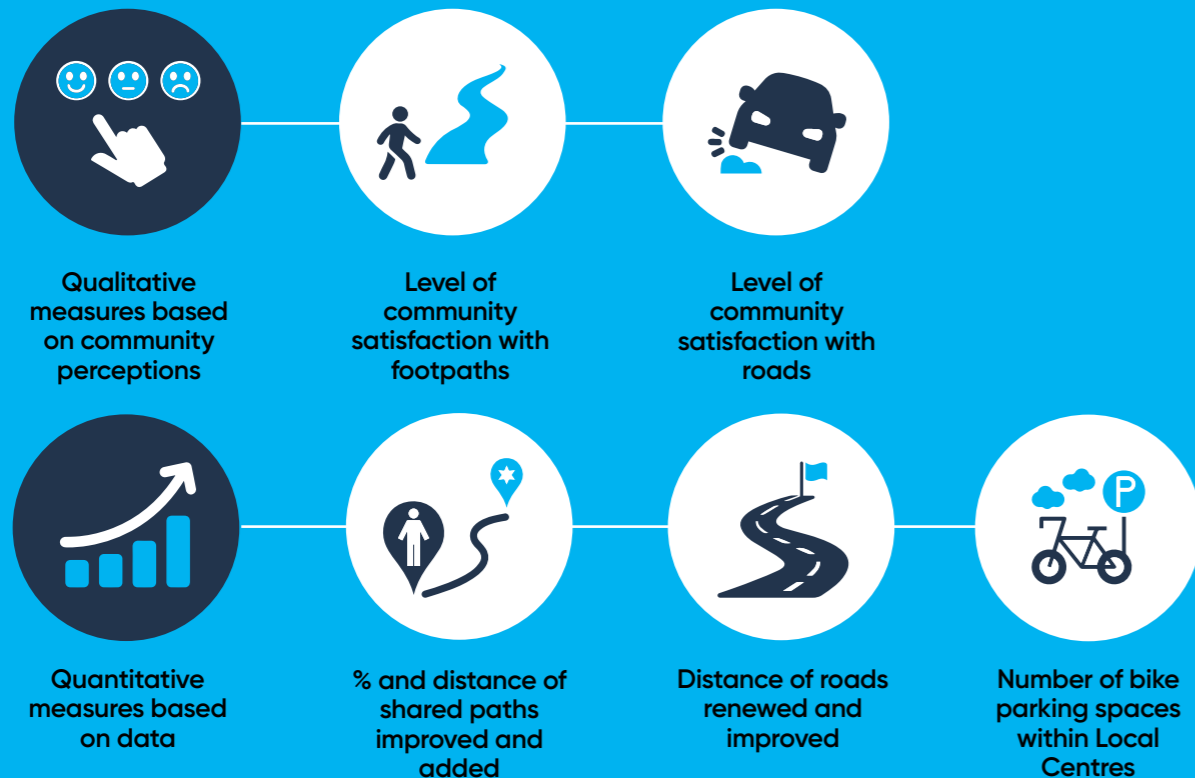 Qualitative
measures based
on community
perceptions
Level of
community
satisfaction with
footpaths
Level of
community
satisfaction with
roads
P
Quantitative
measures based
on data
% and distance of
shared paths
improved and
added
Distance of roads
renewed and
improved
Number of bike
parking spaces
within Local
Centres